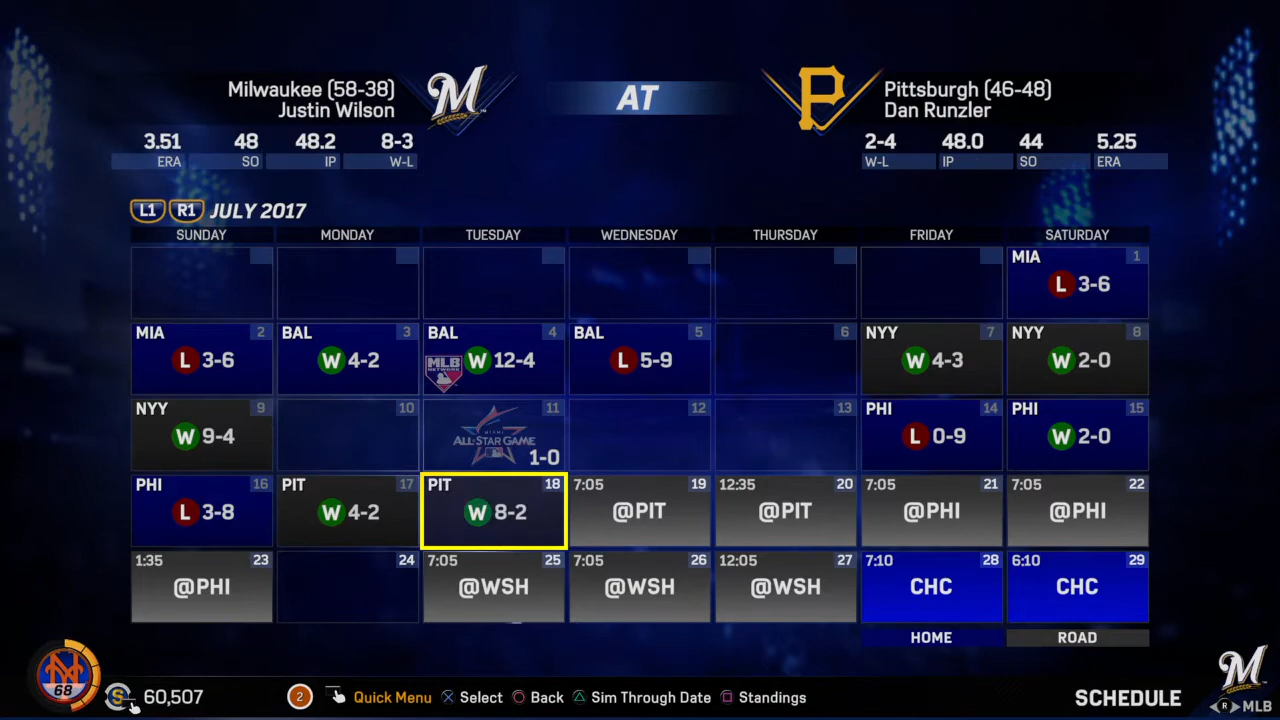 Milwaukee (58-38)
Justin Wilson
3.51 48 48.2 8-3
ERA SO IP W-L
M
AT
P
Pittsburgh (46-48)
Dan Runzler
2-4 48.0 44 5.25
W-L IP SO ERA
L1 R1 JULY 2017
SUNDAY MONDAY TUESDAY WEDNESDAY THURSDAY FRIDAY SATURDAY
MIA 1
L 3-6
MIA 2 BAL 3 BAL 4 BAL 5 6 NYY 7 NYY 8
L 3-6 W 4-2 MLB NETWORK W 12-4 L 5-9 W 4-3 W 2-0
NYY 9 10 11 12 13 PHI 14 PHI 15
W 9-4 MIAMI ALL-STAR GAME 1-0 L 0-9 W 2-0
PHI 16 PIT 17 PIT 18 7:05 19 12:35 20 7:05 21 7:05 22
L 3-8 W 4-2 W 8-2 @PIT @PIT @PHI @PHI
1:35 23 24 7:05 25 7:05 26 12:05 27 7:10 28 6:10 29
@PHI @WSH @WSH @WSH CHC CHC
HOME ROAD
NY
68
S 60,507
2 Quick Menu Select Back Sim Through Date Standings
SCHEDULE
M
R MLB